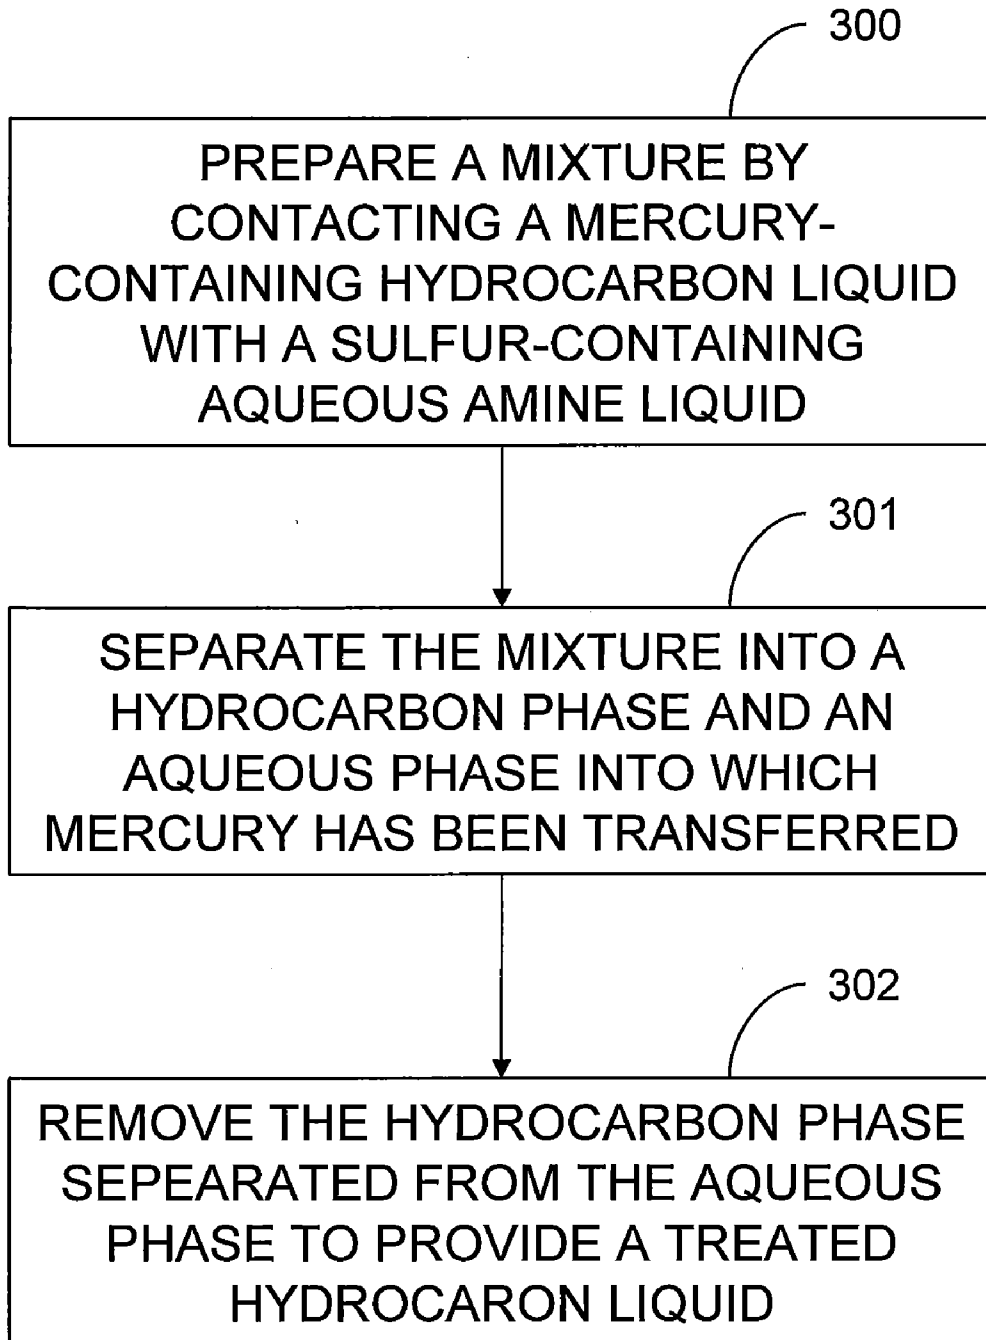 300
PREPARE A MIXTURE BY
CONTACTING A MERCURY-
CONTAINING HYDROCARBON LIQUID
WITH A SULFUR-CONTAINING
AQUEOUS AMINE LIQUID
301
SEPARATE THE MIXTURE INTO A
HYDROCARBON PHASE AND AN
AQUEOUS PHASE INTO WHICH
MERCURY HAS BEEN TRANSFERRED
302
REMOVE THE HYDROCARBON PHASE
SEPEARATED FROM THE AQUEOUS
PHASE TO PROVIDE A TREATED
HYDROCARON LIQUID